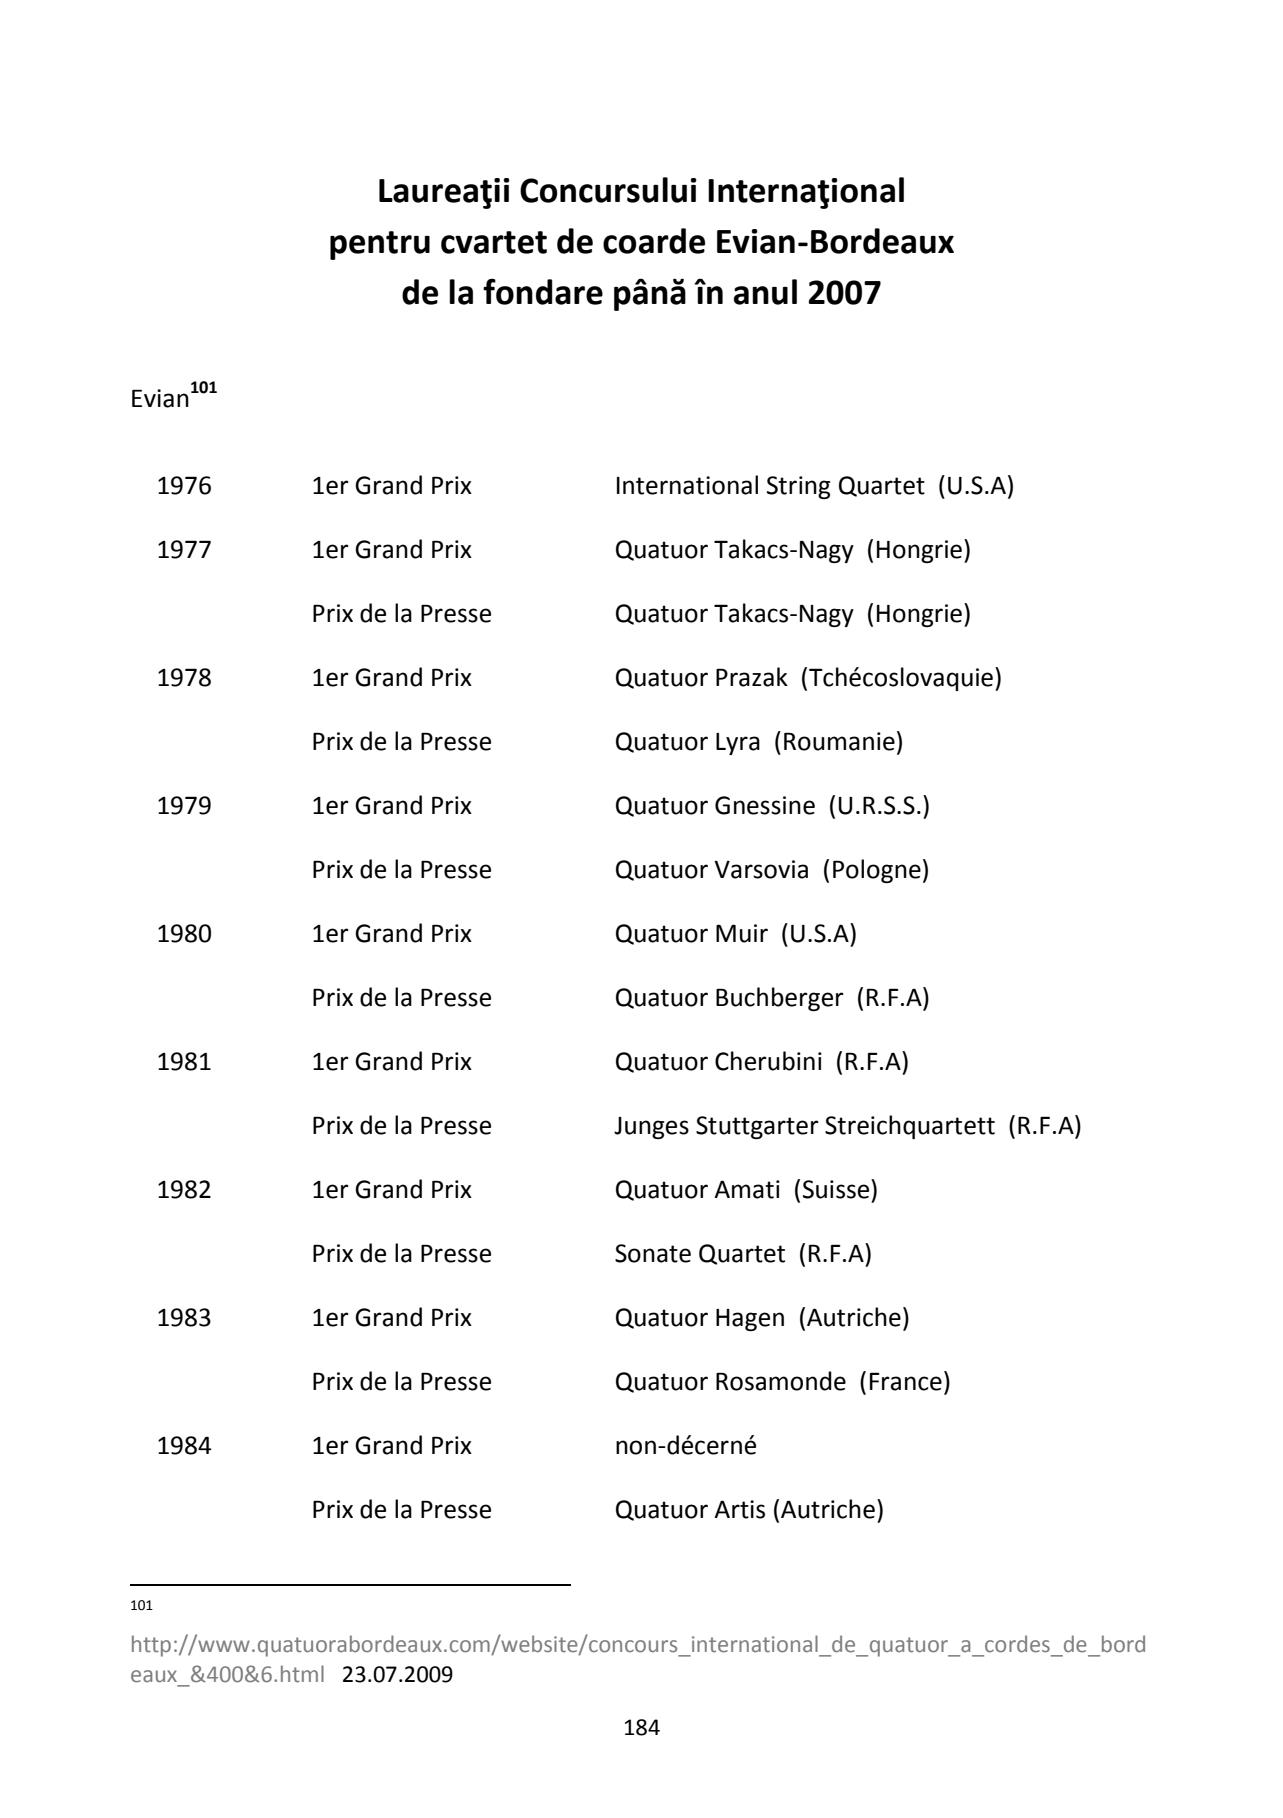 Laureaţii Concursului Internaţional
pentru cvartet de coarde Evian-Bordeaux
de la fondare până în anul 2007
Evian101
1976 1er Grand Prix International String Quartet (U.S.A)
1977 1er Grand Prix Quatuor Takacs-Nagy (Hongrie)
Prix de la Presse Quatuor Takacs-Nagy (Hongrie)
1978 1er Grand Prix Quatuor Prazak (Tchécoslovaquie)
Prix de la Presse Quatuor Lyra (Roumanie)
1979 1er Grand Prix Quatuor Gnessine (U.R.S.S.)
Prix de la Presse Quatuor Varsovia (Pologne)
1980 1er Grand Prix Quatuor Muir (U.S.A)
Prix de la Presse Quatuor Buchberger (R.F.A)
1981 1er Grand Prix Quatuor Cherubini (R.F.A)
Prix de la Presse Junges Stuttgarter Streichquartett (R.F.A)
1982 1er Grand Prix Quatuor Amati (Suisse)
Prix de la Presse Sonate Quartet (R.F.A)
1983 1er Grand Prix Quatuor Hagen (Autriche)
Prix de la Presse Quatuor Rosamonde (France)
1984 1er Grand Prix non-décerné
Prix de la Presse Quatuor Artis (Autriche)
101
http://www.quatuorabordeaux.com/website/concours_international_de_quatuor_a_cordes_de_bord
eaux_&400&6.html 23.07.2009
184